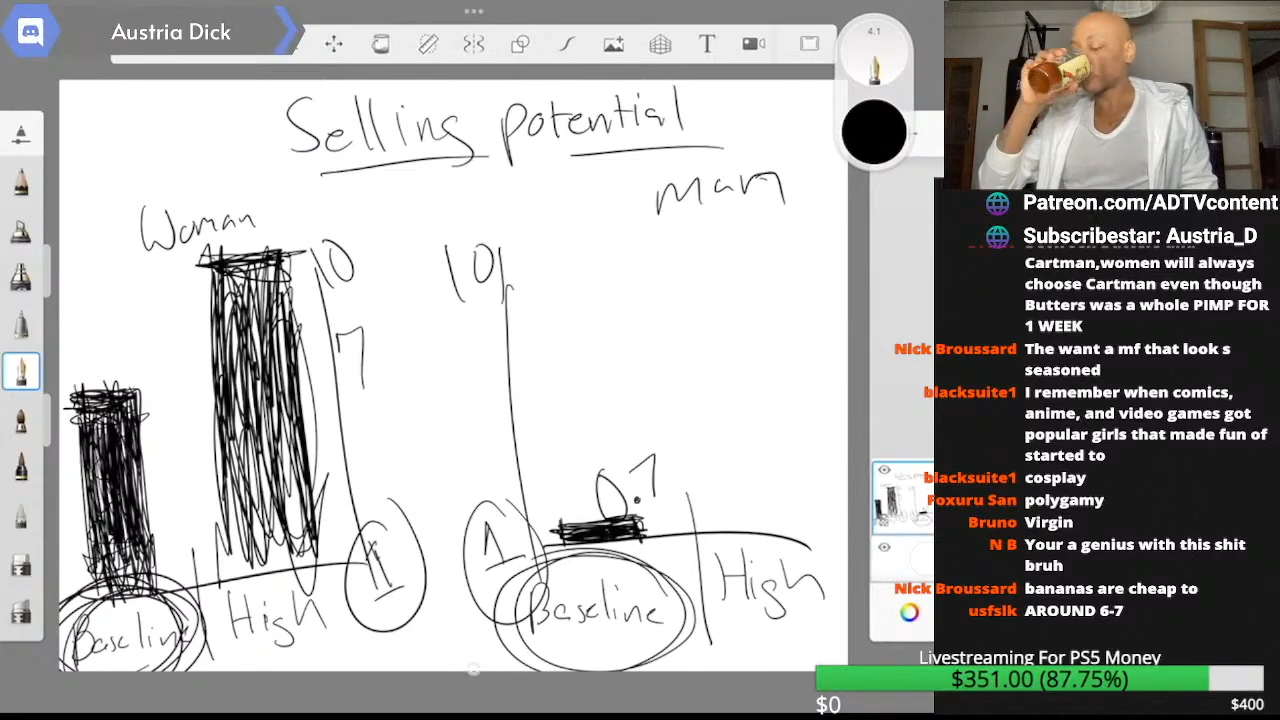 Austria Dick
4.1
T
Selling potential
Man
Woman
10
10
7
0.7
1
1
Baseline
High
Baseline
High
Patreon.com/ADTVcontent
Subscribestar: Austria_D
Cartman,women will always
choose Cartman even though
Butters was a whole PIMP FOR
1 WEEK
Nick Broussard The want a mf that look s
seasoned
blacksuite1 I remember when comics,
anime, and video games got
popular girls that made fun of
started to
blacksuite1 cosplay
Foxuru San polygamy
Bruno Virgin
N B Your a genius with this shit
bruh
Nick Broussard bananas are cheap to
usfslk AROUND 6-7
Livestreaming For PS5 Money
$351.00 (87.75%)
$0
$400